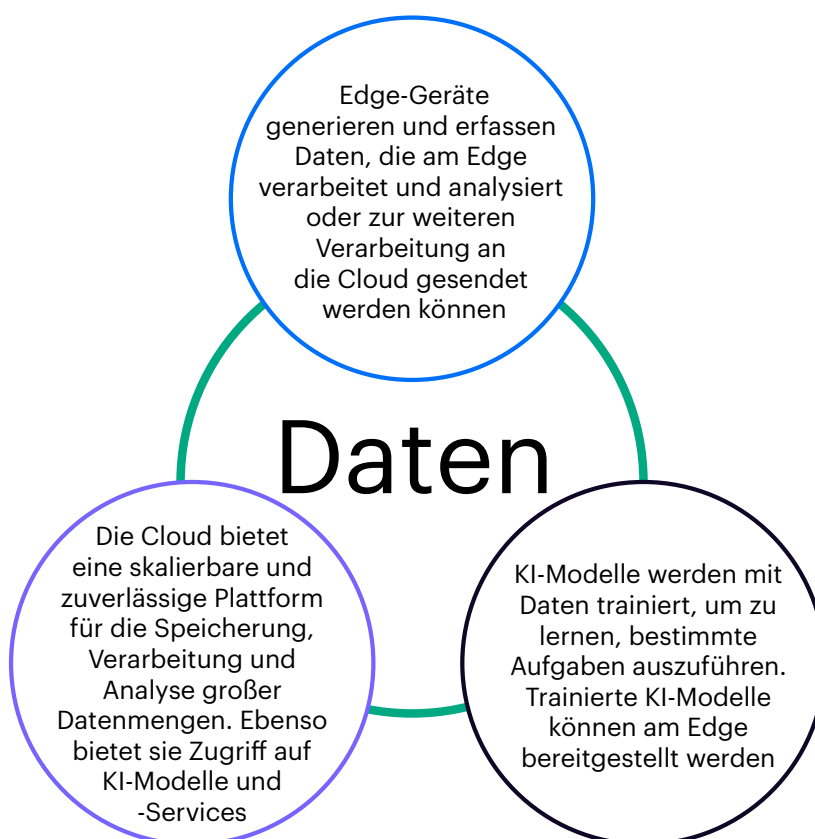 Edge-Geräte
generieren und erfassen
Daten, die am Edge
verarbeitet und analysiert
oder zur weiteren
Verarbeitung an
die Cloud gesendet
werden können
Daten
Die Cloud bietet
eine skalierbare und
zuverlässige Plattform
für die Speicherung,
Verarbeitung und
Analyse großer
Datenmengen. Ebenso
bietet sie Zugriff auf
KI-Modelle und
-Services
KI-Modelle werden mit
Daten trainiert, um zu
lernen, bestimmte
Aufgaben auszuführen.
Trainierte KI-Modelle
können am Edge
bereitgestellt werden